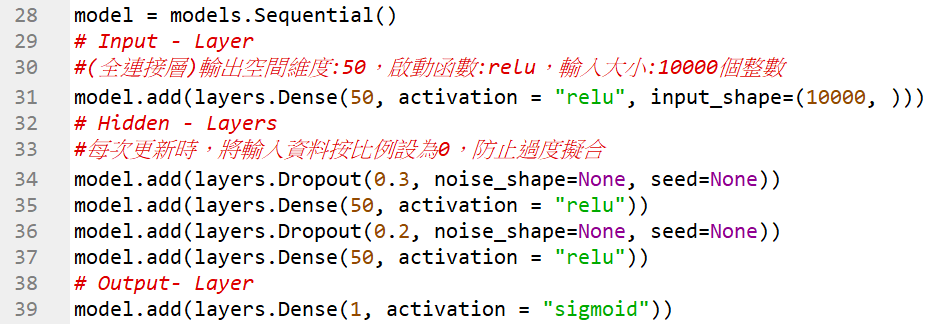 28 model = models.Sequential()
29 # Input - Layer
30 #(全連接層)輸出空間維度:50，啟動函數:relu，輸入大小:10000個整數
31 model.add(layers.Dense(50, activation = "relu", input_shape=(10000, )))
32 # Hidden - Layers
33 #每次更新時，將輸入資料按比例設為0，防止過度擬合
34 model.add(layers.Dropout(0.3, noise_shape=None, seed=None))
35 model.add(layers.Dense(50, activation = "relu"))
36 model.add(layers.Dropout(0.2, noise_shape=None, seed=None))
37 model.add(layers.Dense(50, activation = "relu"))
38 # Output- Layer
39 model.add(layers.Dense(1, activation = "sigmoid"))